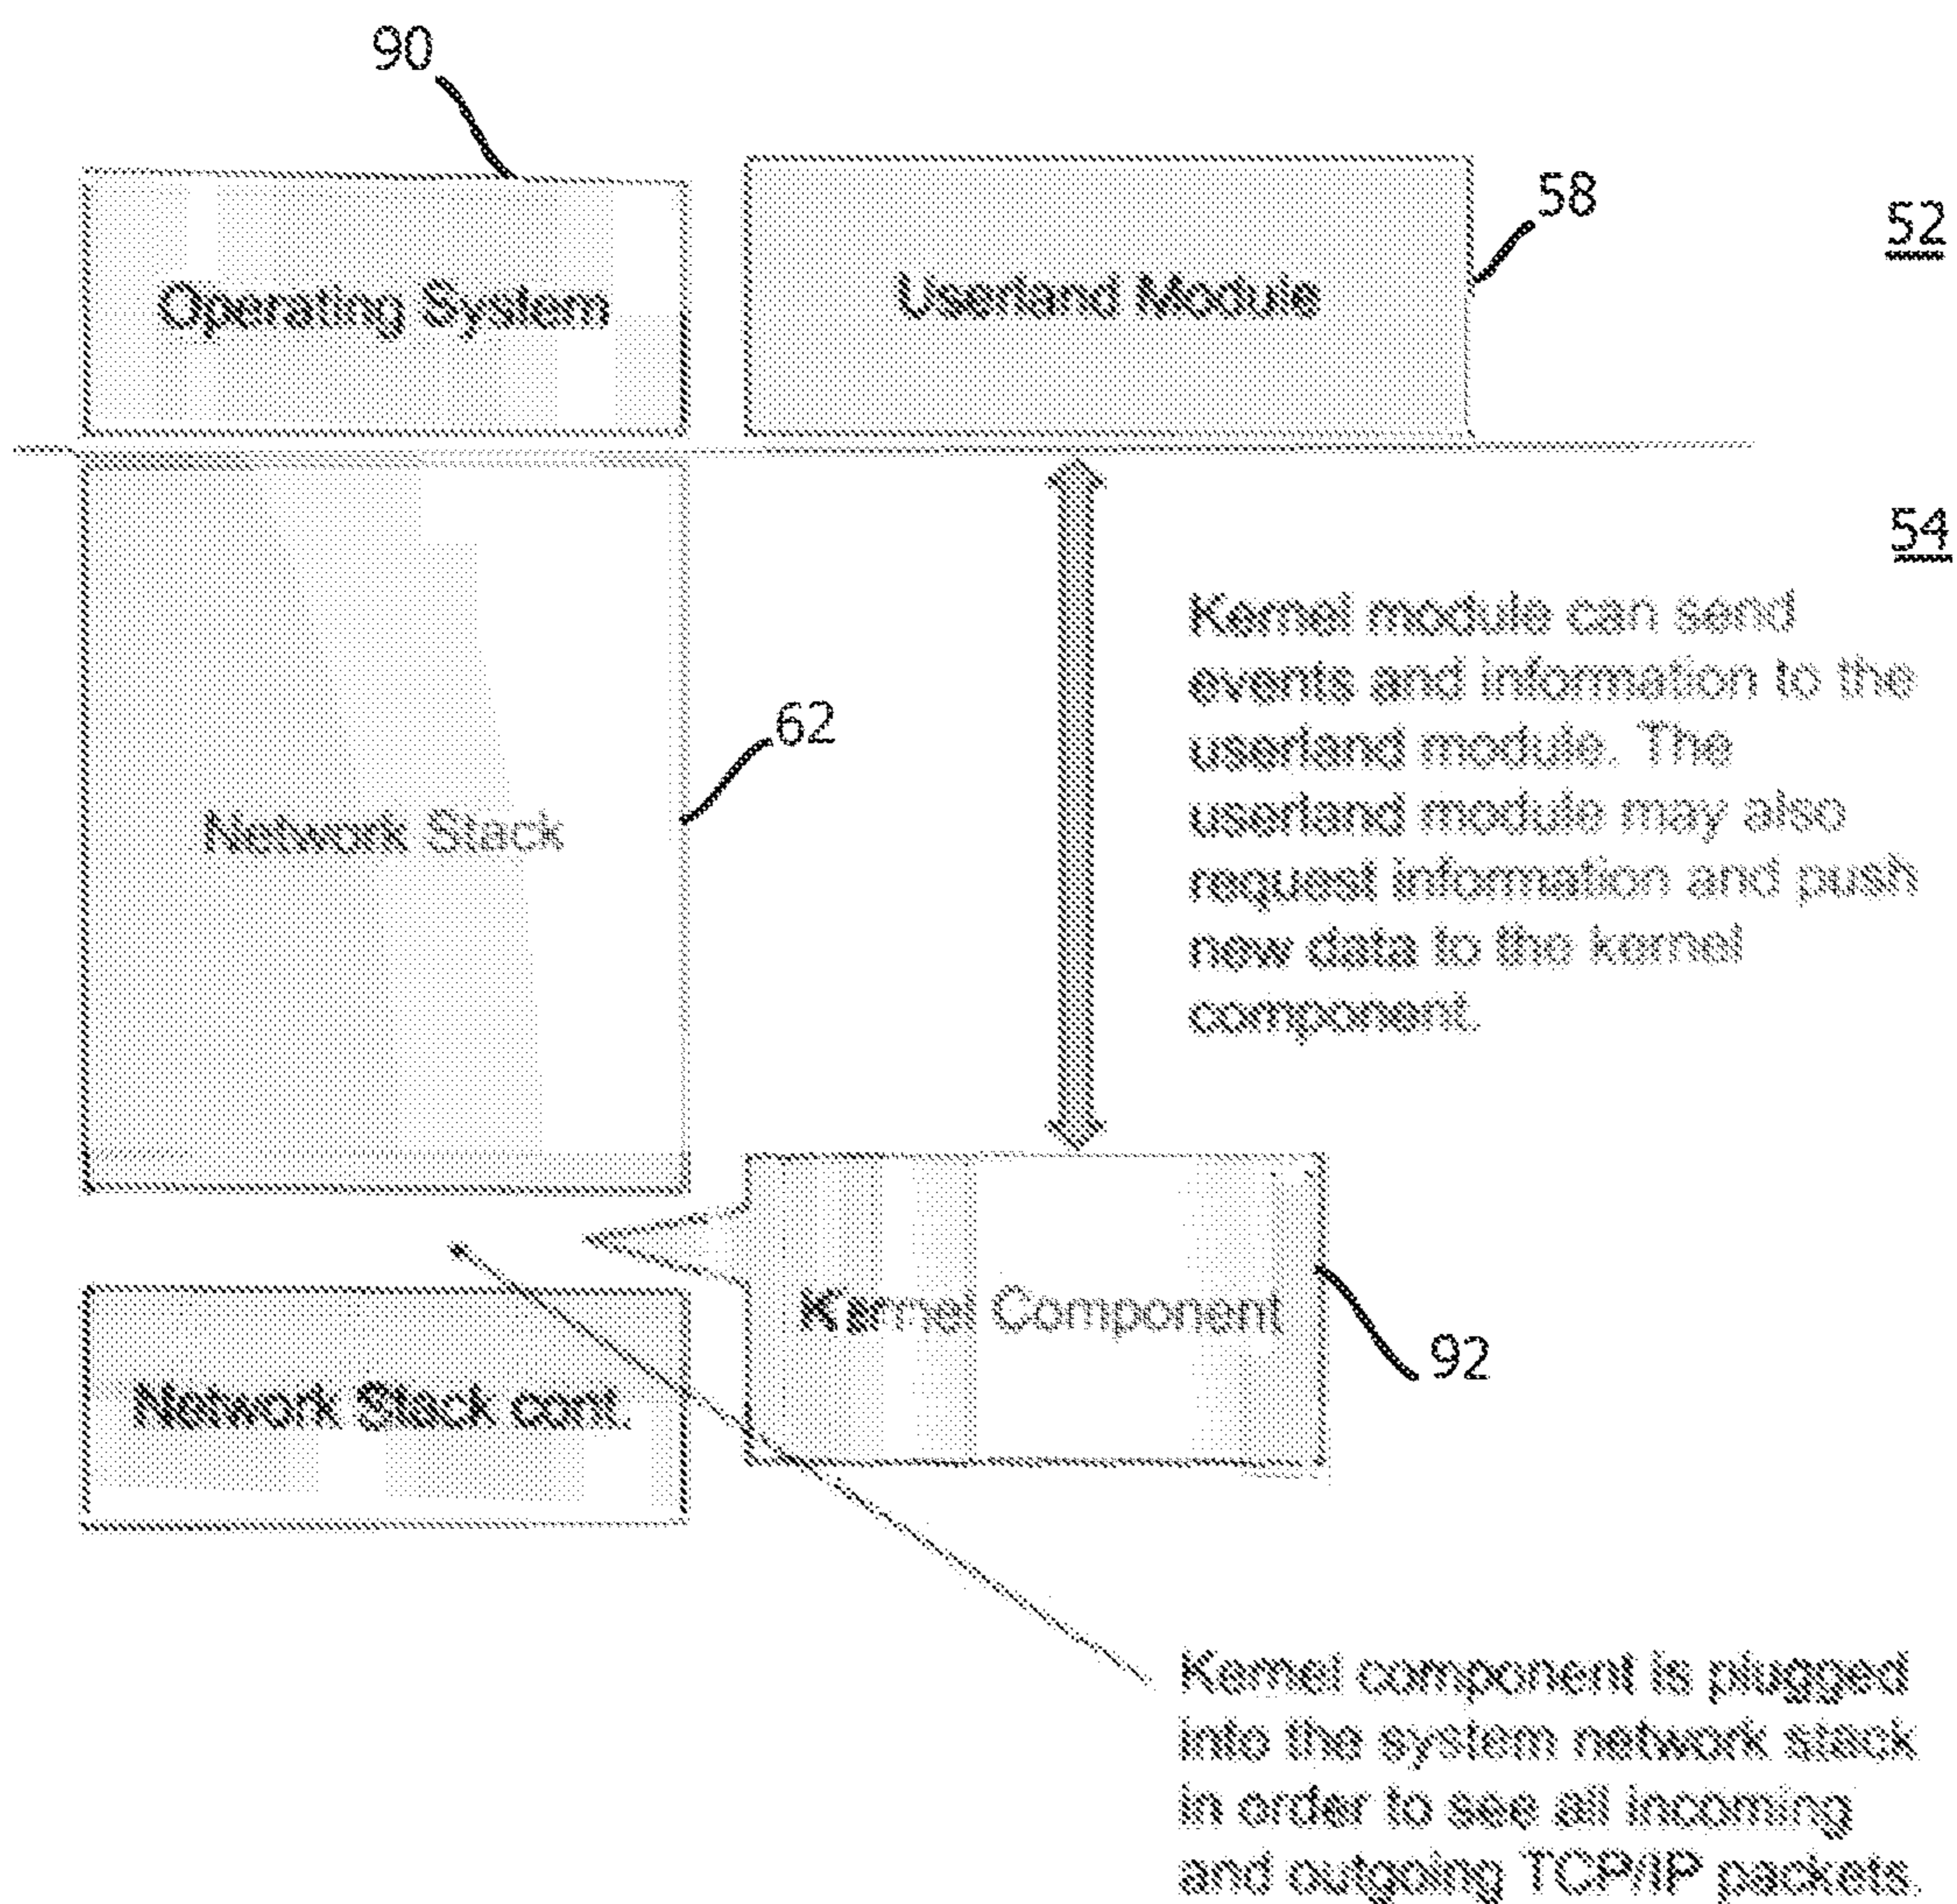 90
58
52
Operating System
Userland Module
54
Kernel module can send
events and information to the
userland module. The
userland module may also
request information and push
new data to the kernel
component.
62
Network Stack
Kernel Component
92
Network Stack cont.
Kernel component is plugged
into the system network stack
in order to see all incoming
and outgoing TCP/IP packets.